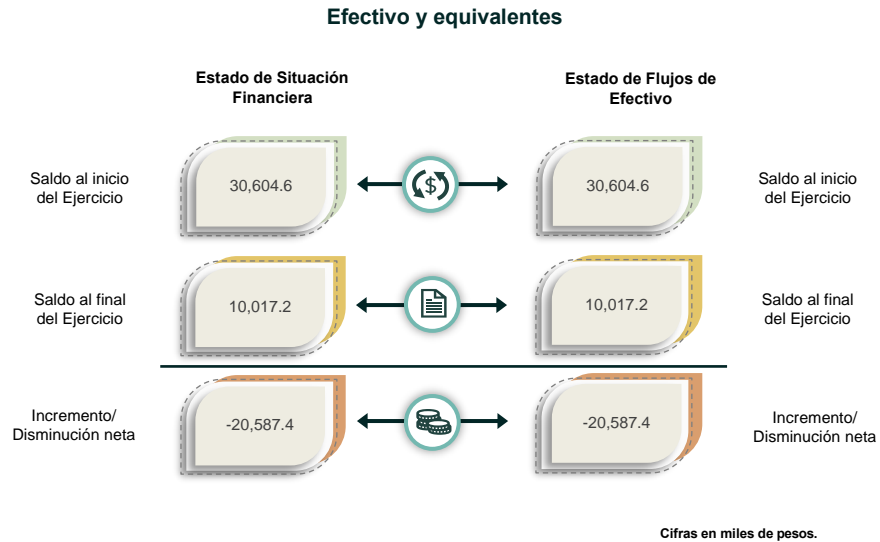 Efectivo y equivalentes
Estado de Situación
Financiera
Estado de Flujos de
Efectivo
Saldo al inicio
del Ejercicio
30,604.6
$
30,604.6
Saldo al inicio
del Ejercicio
Saldo al final
del Ejercicio
10,017.2
10,017.2
Saldo al final
del Ejercicio
Incremento/
Disminución neta
-20,587.4
-20,587.4
Incremento/
Disminución neta
Cifras en miles de pesos.